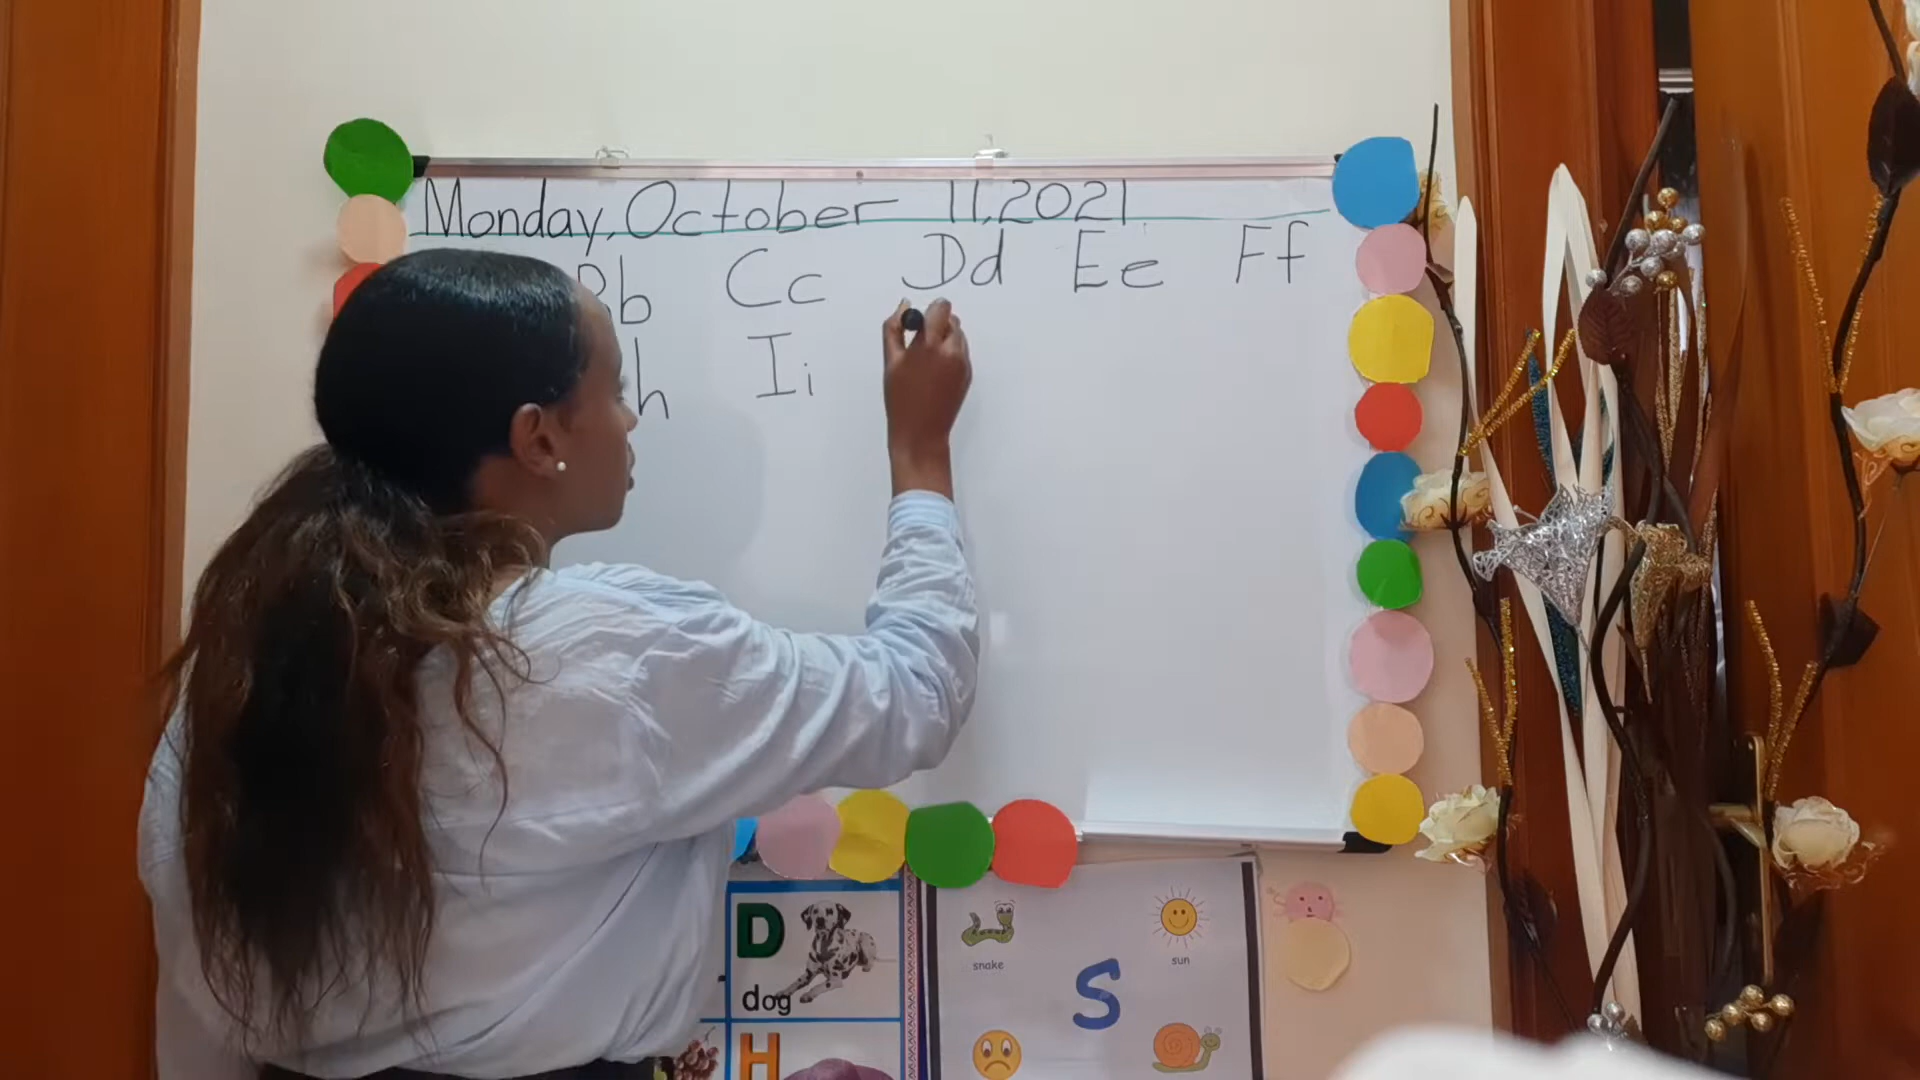 Monday, October 11, 2021
Bb Cc Dd Ee Ff
h Ii
D
dog
H
snake
sun
S